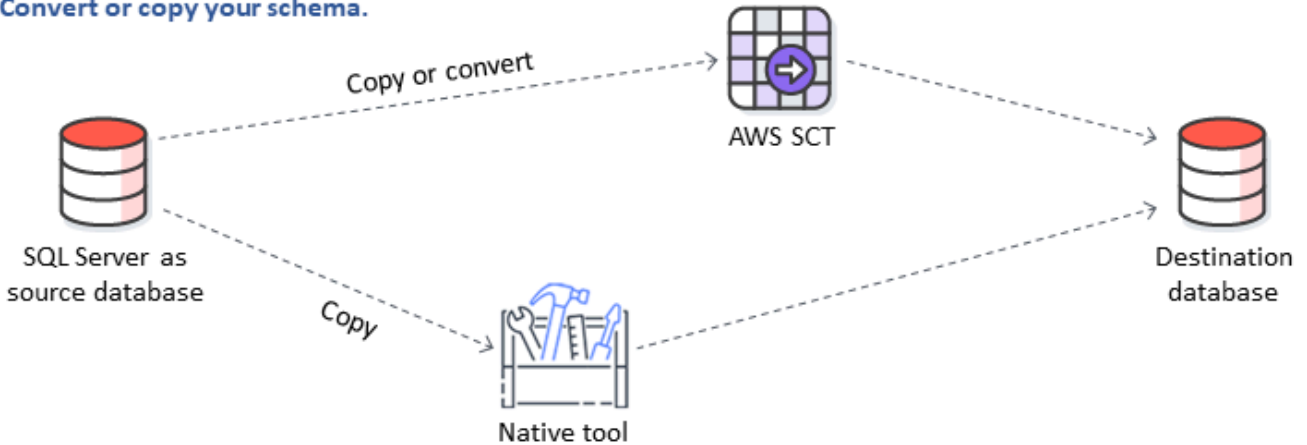 Convert or copy your schema.
Copy or convert
AWS SCT
SQL Server as
source database
Destination
database
Copy
Native tool